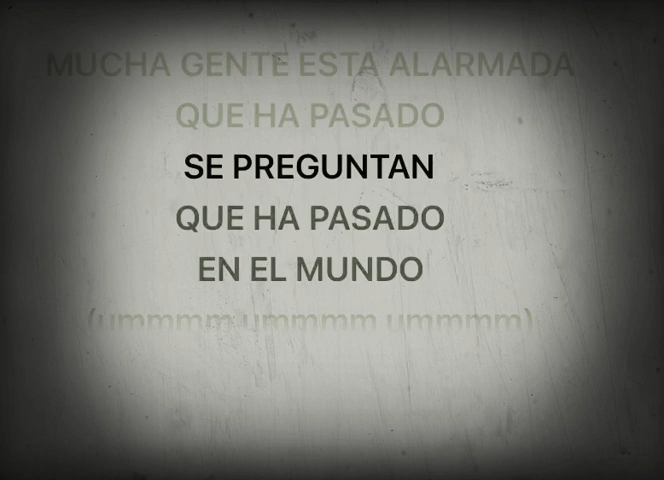 MUCHA GENTE ESTA ALARMADA
QUE HA PASADO
SE PREGUNTAN
QUE HA PASADO
EN EL MUNDO
(ummmm ummmm ummmm)